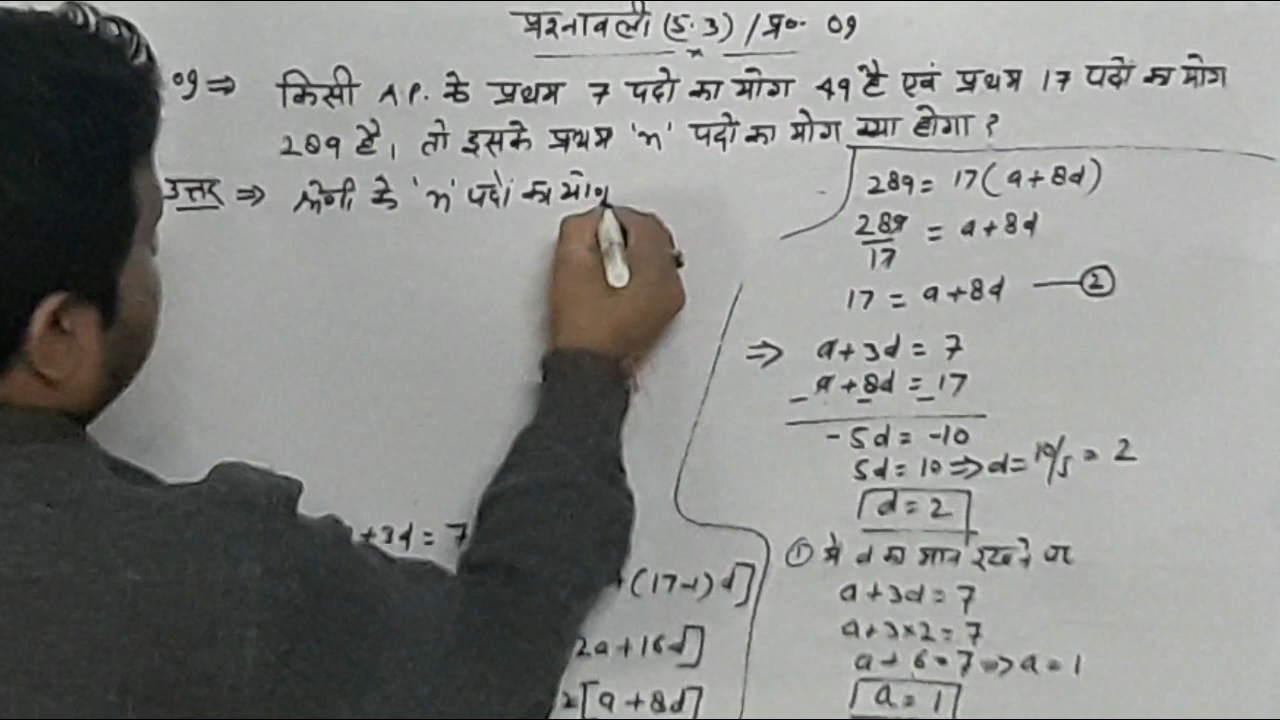 प्रश्नावली (5.3) / प्र०- 09
09 ⇒ किसी A.P. के प्रथम 7 पदो का योग 49 है एवं प्रथम 17 पदो का योग
289 है, तो इसके प्रथम 'n' पदो का योग क्या होगा ?
उत्तर ⇒ श्रेणी के 'n' पदों का योग
+3d = 7
(17-1)d]
2a+16d]
2[a+8d]
289 = 17(a+8d)
289/17 = a+8d
17 = a+8d —②
⇒ a+3d = 7
- a+8d = 17
-5d = -10
5d = 10 ⇒ d = 10/5 = 2
d = 2
① मे d का मान रखने पर
a+3d = 7
a+3×2 = 7
a+6 = 7 ⇒ a = 1
a = 1